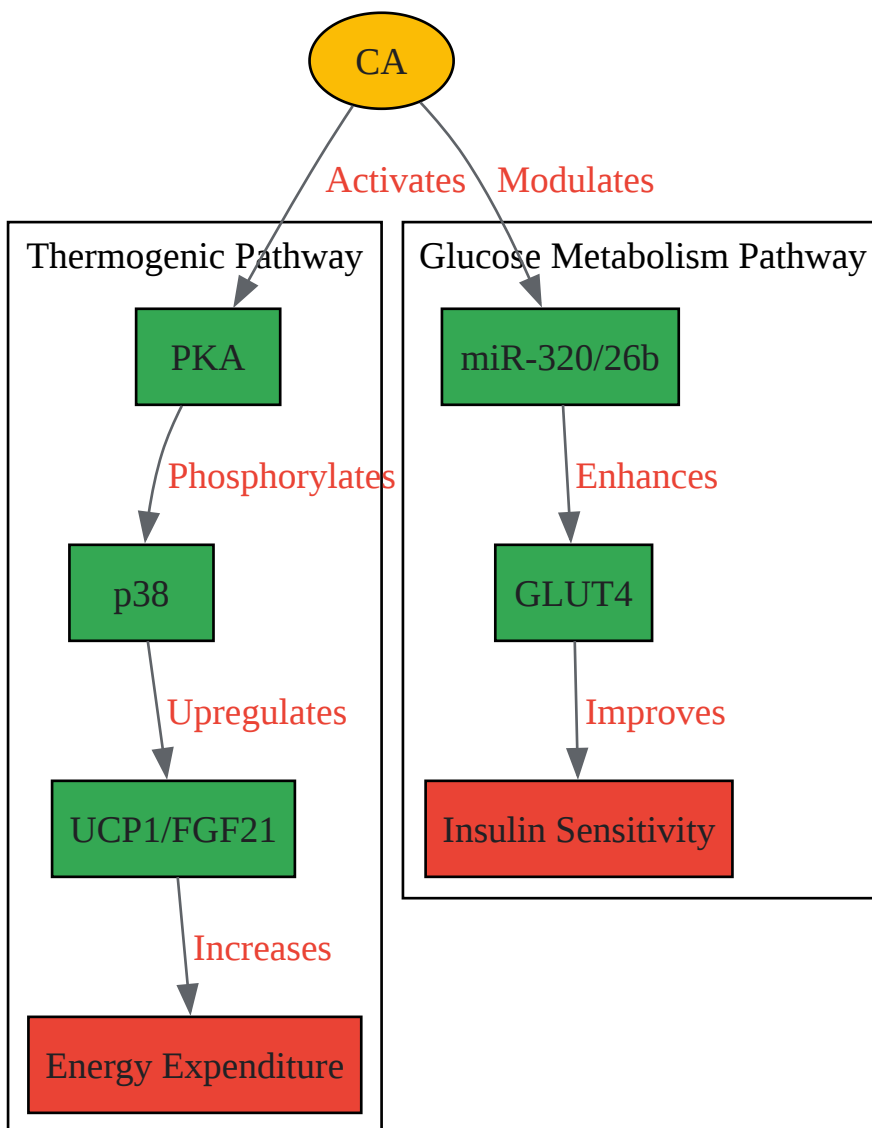 CA
Activates
Modulates
Thermogenic Pathway
Glucose Metabolism Pathway
PKA
miR-320/26b
Phosphorylates
Enhances
p38
GLUT4
Upregulates
Improves
UCP1/FGF21
Insulin Sensitivity
Increases
Energy Expenditure